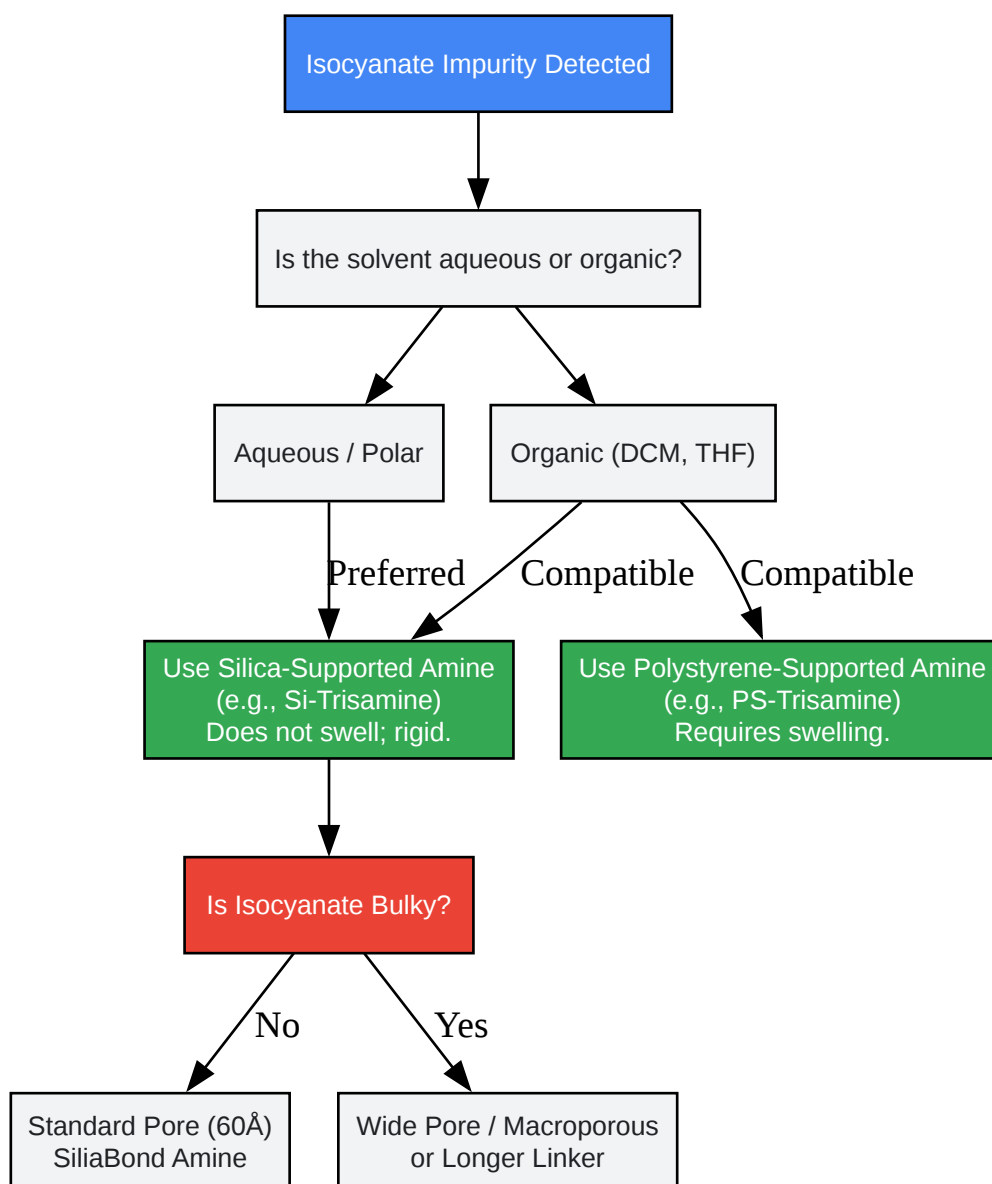 Isocyanate Impurity Detected
Is the solvent aqueous or organic?
Aqueous / Polar
Organic (DCM, THF)
Preferred
Compatible
Compatible
Use Silica-Supported Amine
(e.g., Si-Trisamine)
Does not swell; rigid.
Use Polystyrene-Supported Amine
(e.g., PS-Trisamine)
Requires swelling.
Is Isocyanate Bulky?
No
Yes
Standard Pore (60Å)
SiliaBond Amine
Wide Pore / Macroporous
or Longer Linker